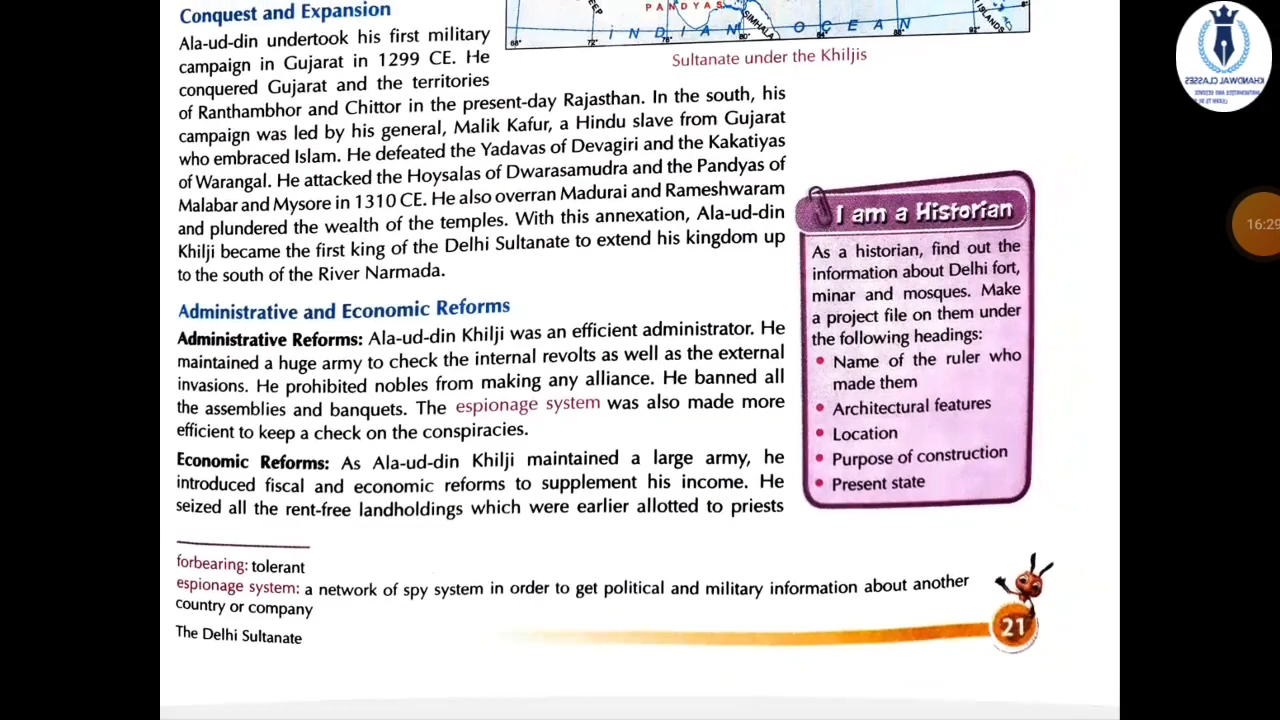 Conquest and Expansion
Ala-ud-din undertook his first military
campaign in Gujarat in 1299 CE. He
conquered Gujarat and the territories
of Ranthambhor and Chittor in the present-day Rajasthan. In the south, his
campaign was led by his general, Malik Kafur, a Hindu slave from Gujarat
who embraced Islam. He defeated the Yadavas of Devagiri and the Kakatiyas
of Warangal. He attacked the Hoysalas of Dwarasamudra and the Pandyas of
Malabar and Mysore in 1310 CE. He also overran Madurai and Rameshwaram
and plundered the wealth of the temples. With this annexation, Ala-ud-din
Khilji became the first king of the Delhi Sultanate to extend his kingdom up
to the south of the River Narmada.
Administrative and Economic Reforms
Administrative Reforms: Ala-ud-din Khilji was an efficient administrator. He
maintained a huge army to check the internal revolts as well as the external
invasions. He prohibited nobles from making any alliance. He banned all
the assemblies and banquets. The espionage system was also made more
efficient to keep a check on the conspiracies.
Economic Reforms: As Ala-ud-din Khilji maintained a large army, he
introduced fiscal and economic reforms to supplement his income. He
seized all the rent-free landholdings which were earlier allotted to priests
forbearing: tolerant
espionage system: a network of spy system in order to get political and military information about another
country or company
The Delhi Sultanate
PANDYAS
SIMHALA
INDIAN OCEAN
ISLANDS
68°
72°
76°
80°
84°
88°
92°
8°
Sultanate under the Khiljis
I am a Historian
As a historian, find out the
information about Delhi fort,
minar and mosques. Make
a project file on them under
the following headings:
• Name of the ruler who
made them
• Architectural features
• Location
• Purpose of construction
• Present state
21
KHANDWAL CLASSES
16:29